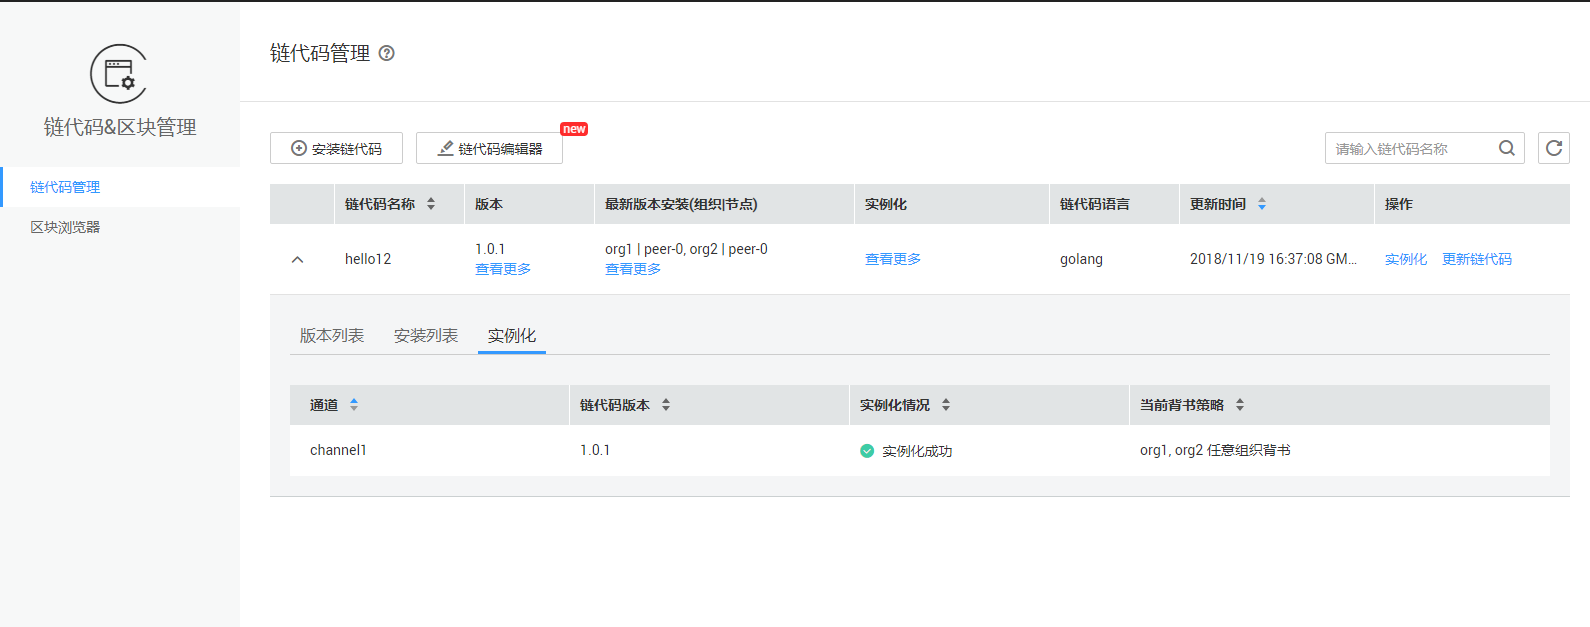 链代码&区块管理
链代码管理
区块浏览器
链代码管理
安装链代码
链代码编辑器
new
请输入链代码名称
链代码名称 版本 最新版本安装(组织|节点) 实例化 链代码语言 更新时间 操作
hello12 1.0.1 org1 | peer-0, org2 | peer-0 查看更多 golang 2018/11/19 16:37:08 GM... 实例化 更新链代码
查看更多 查看更多
版本列表 安装列表 实例化
通道 链代码版本 实例化情况 当前背书策略
channel1 1.0.1 实例化成功 org1, org2 任意组织背书